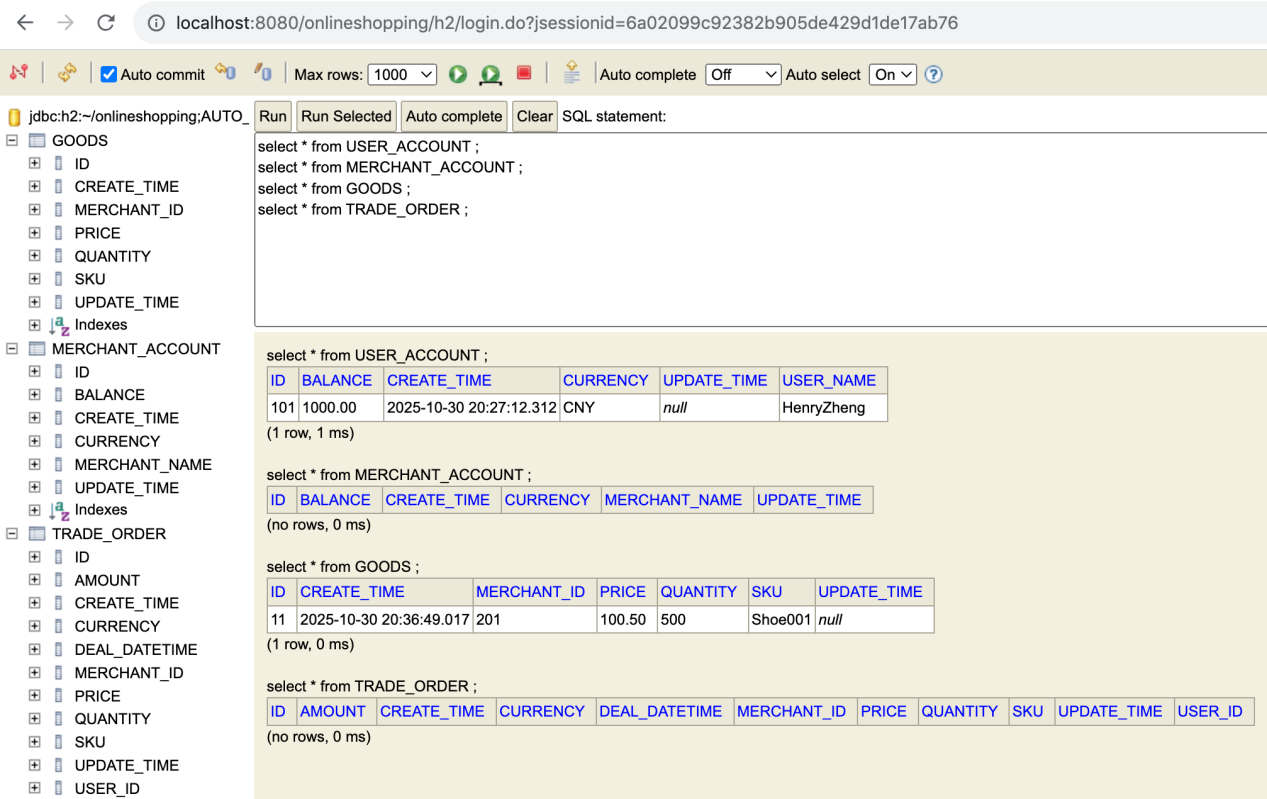 localhost:8080/onlineshopping/h2/login.do?jsessionid=6a02099c92382b905de429d1de17ab76
Auto commit Max rows: 1000 Auto complete Off Auto select On ?
jdbc:h2:~/onlineshopping;AUTO_
GOODS
ID
CREATE_TIME
MERCHANT_ID
PRICE
QUANTITY
SKU
UPDATE_TIME
Indexes
MERCHANT_ACCOUNT
ID
BALANCE
CREATE_TIME
CURRENCY
MERCHANT_NAME
UPDATE_TIME
Indexes
TRADE_ORDER
ID
AMOUNT
CREATE_TIME
CURRENCY
DEAL_DATETIME
MERCHANT_ID
PRICE
QUANTITY
SKU
UPDATE_TIME
USER_ID
Run Run Selected Auto complete Clear SQL statement:
select * from USER_ACCOUNT ;
select * from MERCHANT_ACCOUNT ;
select * from GOODS ;
select * from TRADE_ORDER ;
select * from USER_ACCOUNT ;
ID BALANCE CREATE_TIME CURRENCY UPDATE_TIME USER_NAME
101 1000.00 2025-10-30 20:27:12.312 CNY null HenryZheng
(1 row, 1 ms)
select * from MERCHANT_ACCOUNT ;
ID BALANCE CREATE_TIME CURRENCY MERCHANT_NAME UPDATE_TIME
(no rows, 0 ms)
select * from GOODS ;
ID CREATE_TIME MERCHANT_ID PRICE QUANTITY SKU UPDATE_TIME
11 2025-10-30 20:36:49.017 201 100.50 500 Shoe001 null
(1 row, 0 ms)
select * from TRADE_ORDER ;
ID AMOUNT CREATE_TIME CURRENCY DEAL_DATETIME MERCHANT_ID PRICE QUANTITY SKU UPDATE_TIME USER_ID
(no rows, 0 ms)